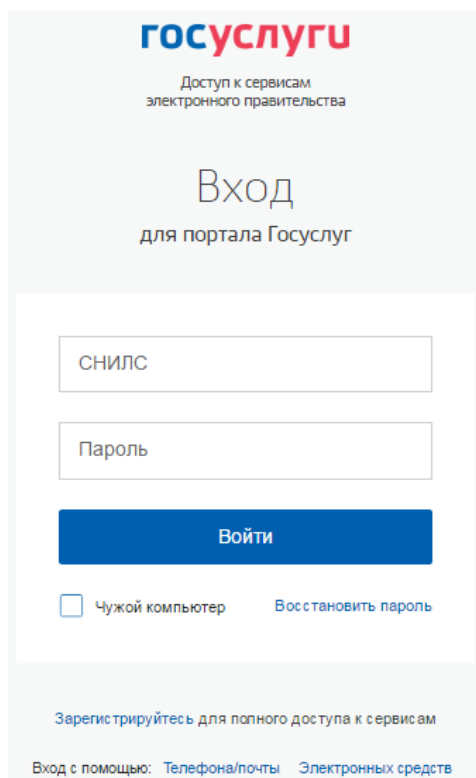 госуслуги
Доступ к сервисам
электронного правительства
Вход
для портала Госуслуг
СНИЛС
Пароль
Войти
Чужой компьютер Восстановить пароль
Зарегистрируйтесь для полного доступа к сервисам
Вход с помощью: Телефона/почты Электронных средств